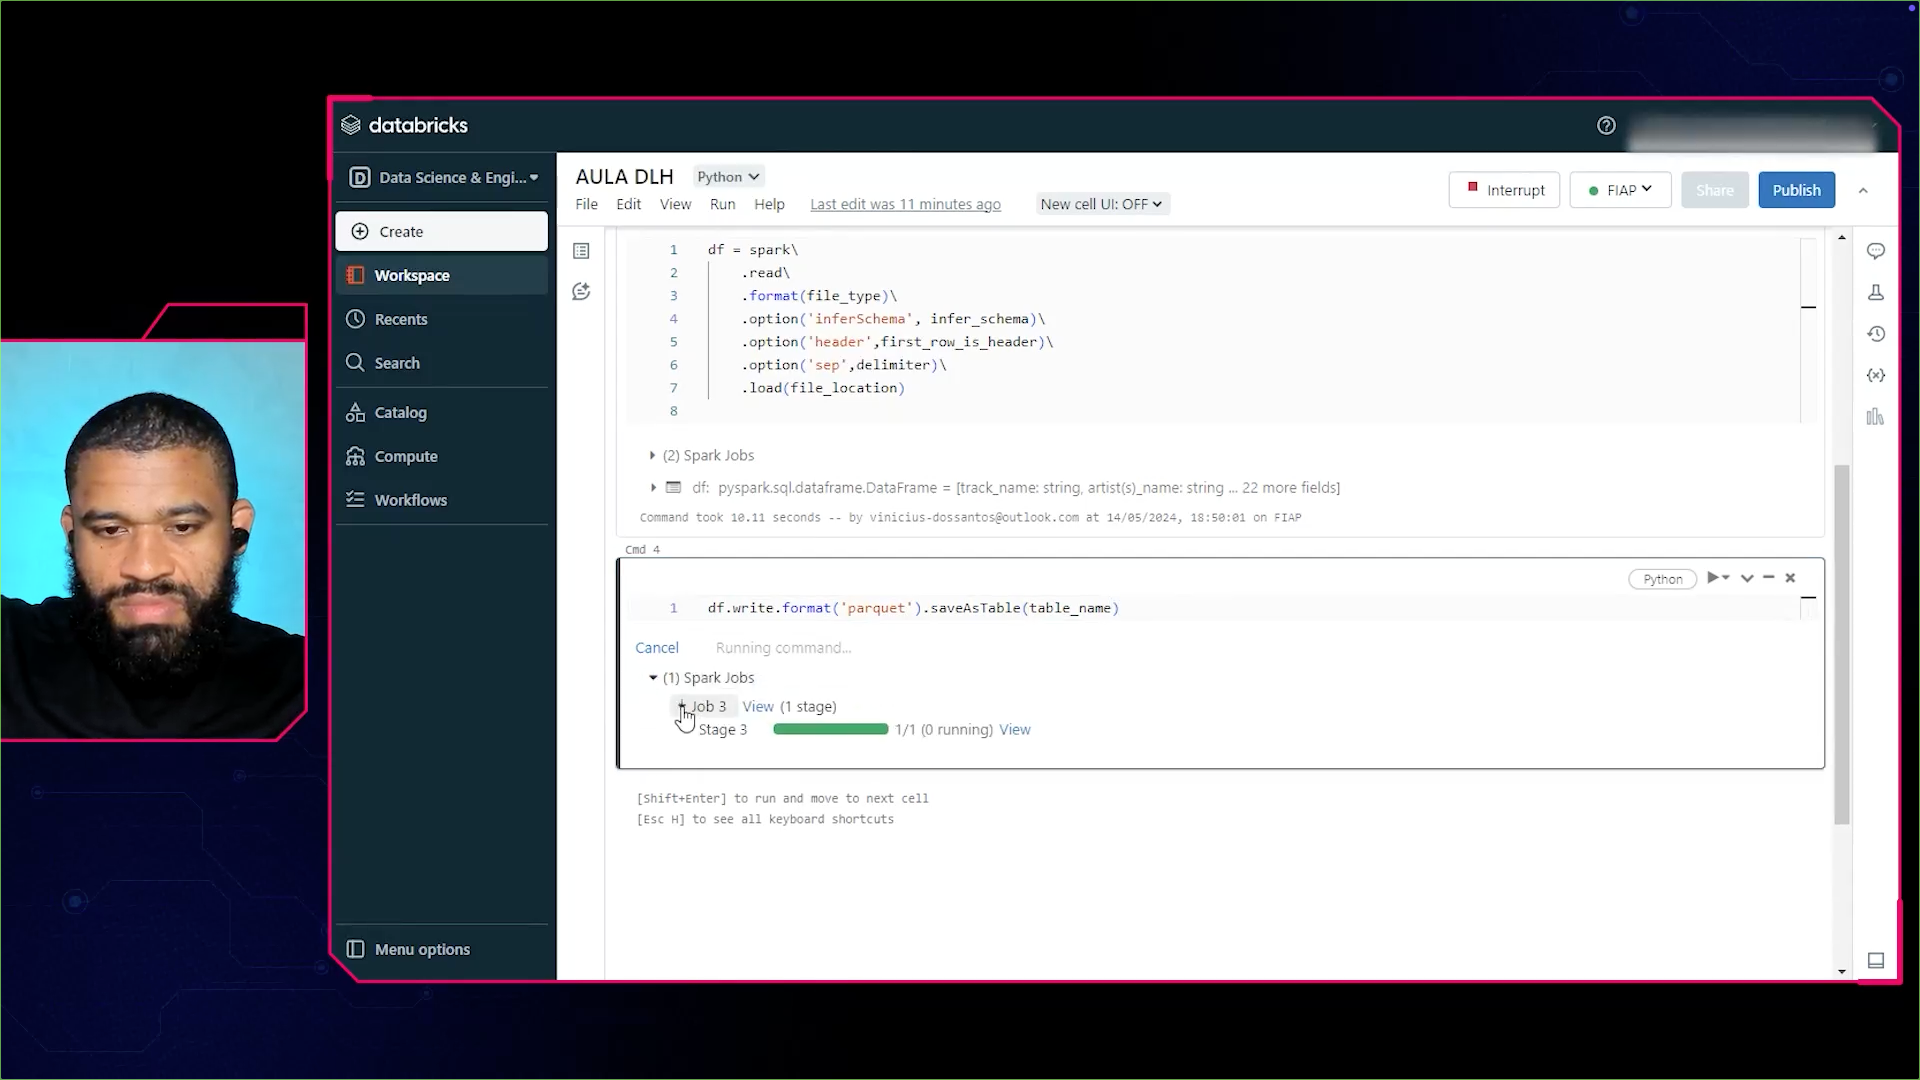 databricks
Data Science & Engi...
AULA DLH
Python
Interrupt
FIAP
Share
Publish
File
Edit
View
Run
Help
Last edit was 11 minutes ago
New cell UI: OFF
Create
Workspace
Recents
Search
Catalog
Compute
Workflows
Menu options
1 df = spark\
2 .read\
3 .format(file_type)\
4 .option('inferSchema', infer_schema)\
5 .option('header',first_row_is_header)\
6 .option('sep',delimiter)\
7 .load(file_location)
8
(2) Spark Jobs
df: pyspark.sql.dataframe.DataFrame = [track_name: string, artist(s)_name: string ... 22 more fields]
Command took 10.11 seconds -- by vinicius-dossantos@outlook.com at 14/05/2024, 18:50:01 on FIAP
Cmd 4
Python
1 df.write.format('parquet').saveAsTable(table_name)
Cancel Running command...
(1) Spark Jobs
Job 3 View (1 stage)
Stage 3 1/1 (0 running) View
[Shift+Enter] to run and move to next cell
[Esc H] to see all keyboard shortcuts